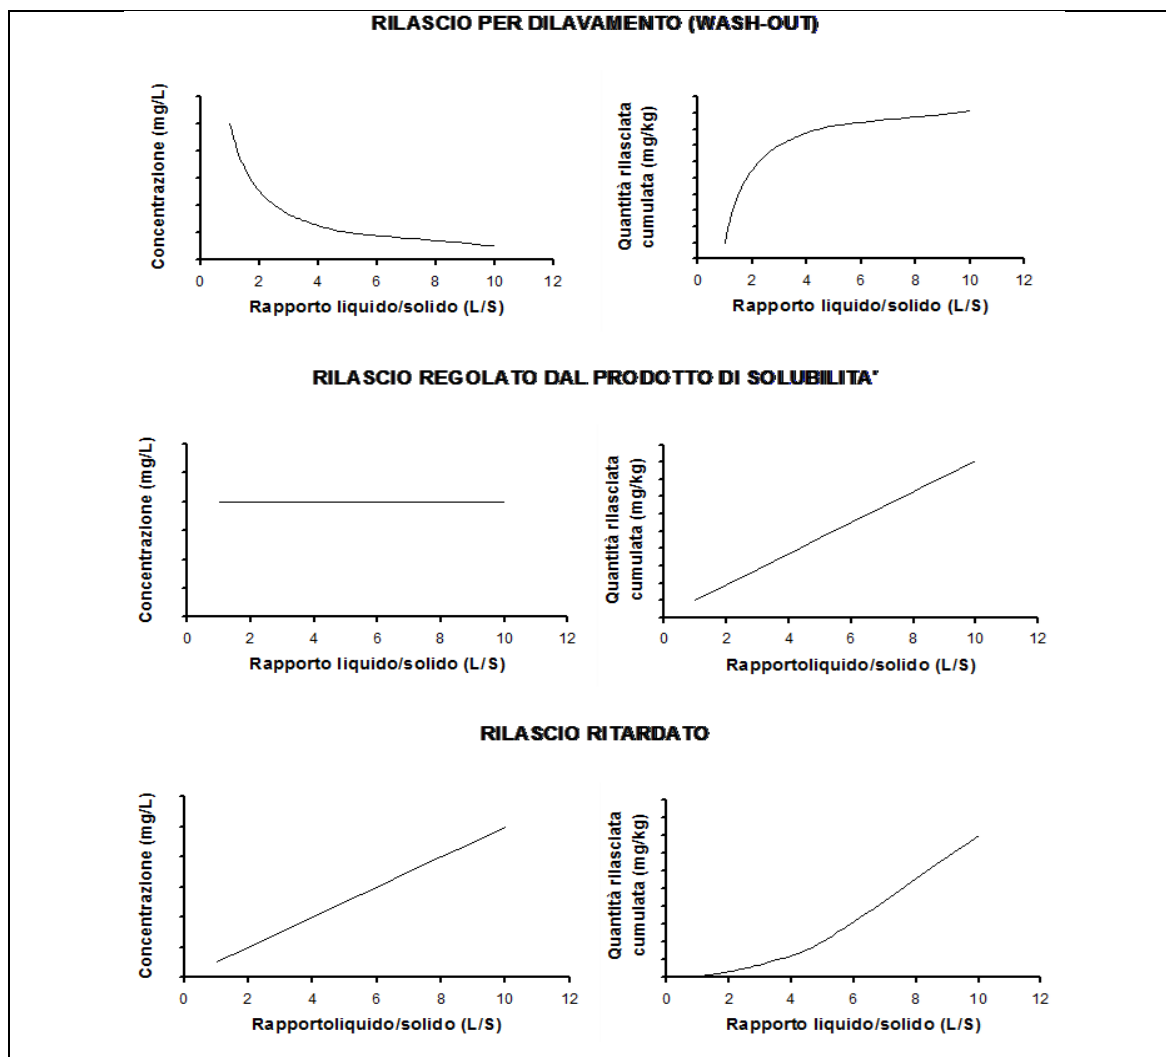 RILASCIO PER DILAVAMENTO (WASH-OUT)
Concentrazione (mg/L)
0 2 4 6 8 10 12
Rapporto liquido/solido (L/S)
Quantità rilasciata
cumulata (mg/kg)
0 2 4 6 8 10 12
Rapporto liquido/solido (L/S)
RILASCIO REGOLATO DAL PRODOTTO DI SOLUBILITA'
Concentrazione (mg/L)
0 2 4 6 8 10 12
Rapporto liquido/solido (L/S)
Quantità rilasciata
cumulata (mg/kg)
0 2 4 6 8 10 12
Rapportoliquido/solido (L/S)
RILASCIO RITARDATO
Concentrazione (mg/L)
0 2 4 6 8 10 12
Rapportoliquido/solido (L/S)
Quantità rilasciata
cumulata (mg/kg)
0 2 4 6 8 10 12
Rapporto liquido/solido (L/S)